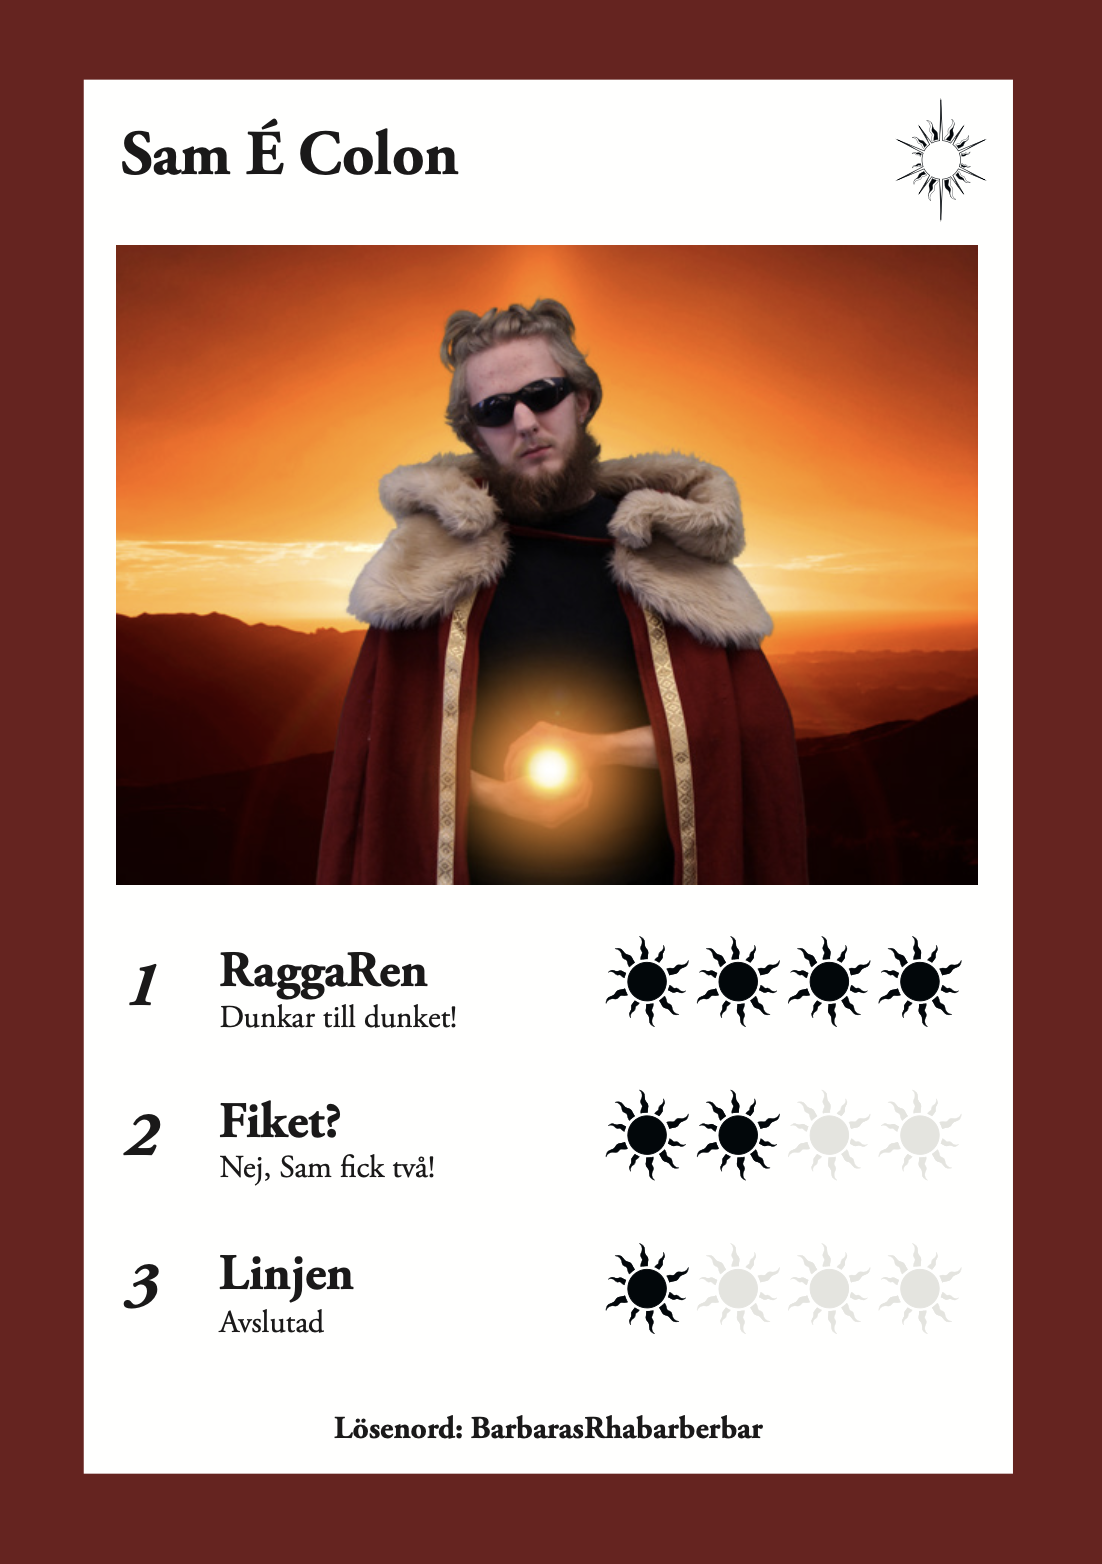 Sam É Colon
1 RaggaRen
Dunkar till dunket!
2 Fiket?
Nej, Sam fick två!
3 Linjen
Avslutad
Lösenord: BarbarasRhabarberbar